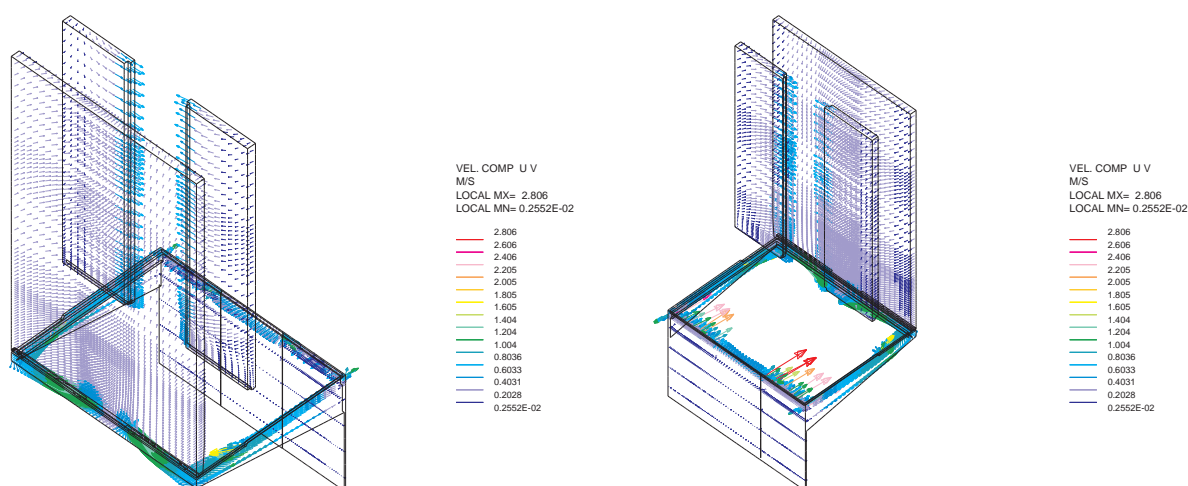 VEL. COMP U V
M/S
LOCAL MX= 2.806
LOCAL MN= 0.2552E-02
2.806
2.606
2.406
2.205
2.005
1.805
1.605
1.404
1.204
1.004
0.8036
0.6033
0.4031
0.2028
0.2552E-02
VEL. COMP U V
M/S
LOCAL MX= 2.806
LOCAL MN= 0.2552E-02
2.806
2.606
2.406
2.205
2.005
1.805
1.605
1.404
1.204
1.004
0.8036
0.6033
0.4031
0.2028
0.2552E-02